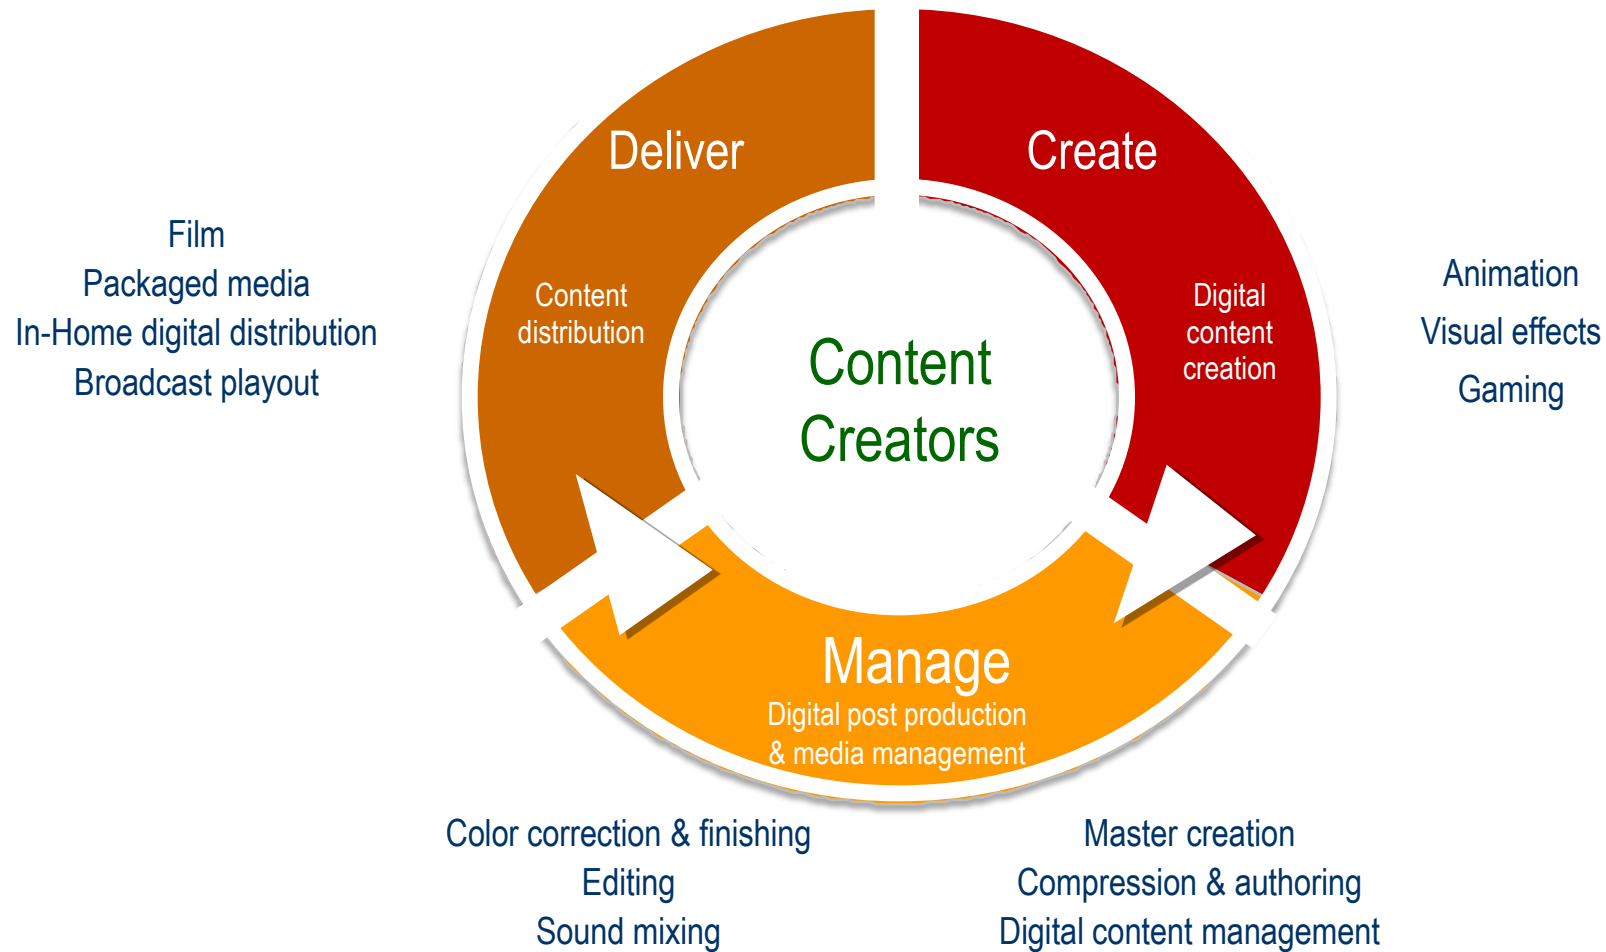 Deliver
Create
Film
Packaged media
In-Home digital distribution
Broadcast playout
Content
distribution
Content
Creators
Digital
content
creation
Animation
Visual effects
Gaming
Manage
Digital post production
& media management
Color correction & finishing
Editing
Sound mixing
Master creation
Compression & authoring
Digital content management